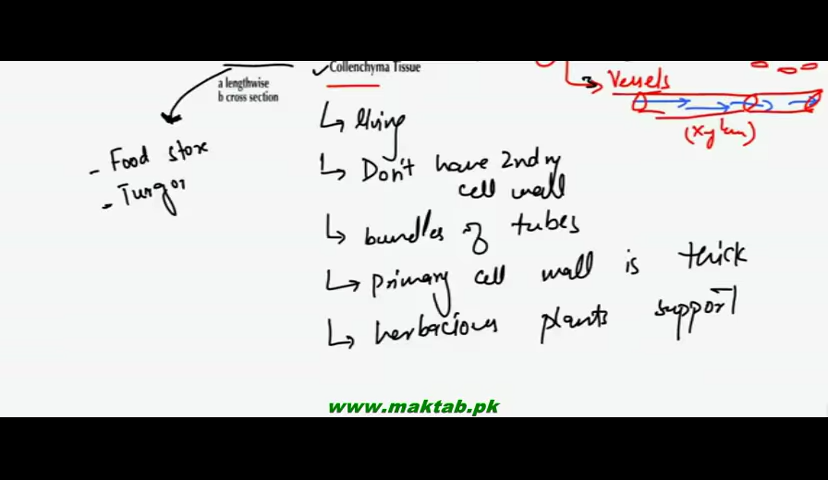 Collenchyma Tissue
a lengthwise
b cross section
Vessels
(Xylem)
- Food store
- Turgor
living
Don't have 2ndry
cell wall
bundles of tubes
primary cell wall is thick
herbacious plants support
www.maktab.pk